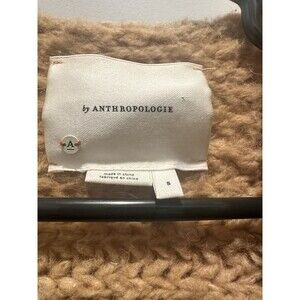 by ANTHROPOLOGIE
A
made in china
fabriqué en chine
S